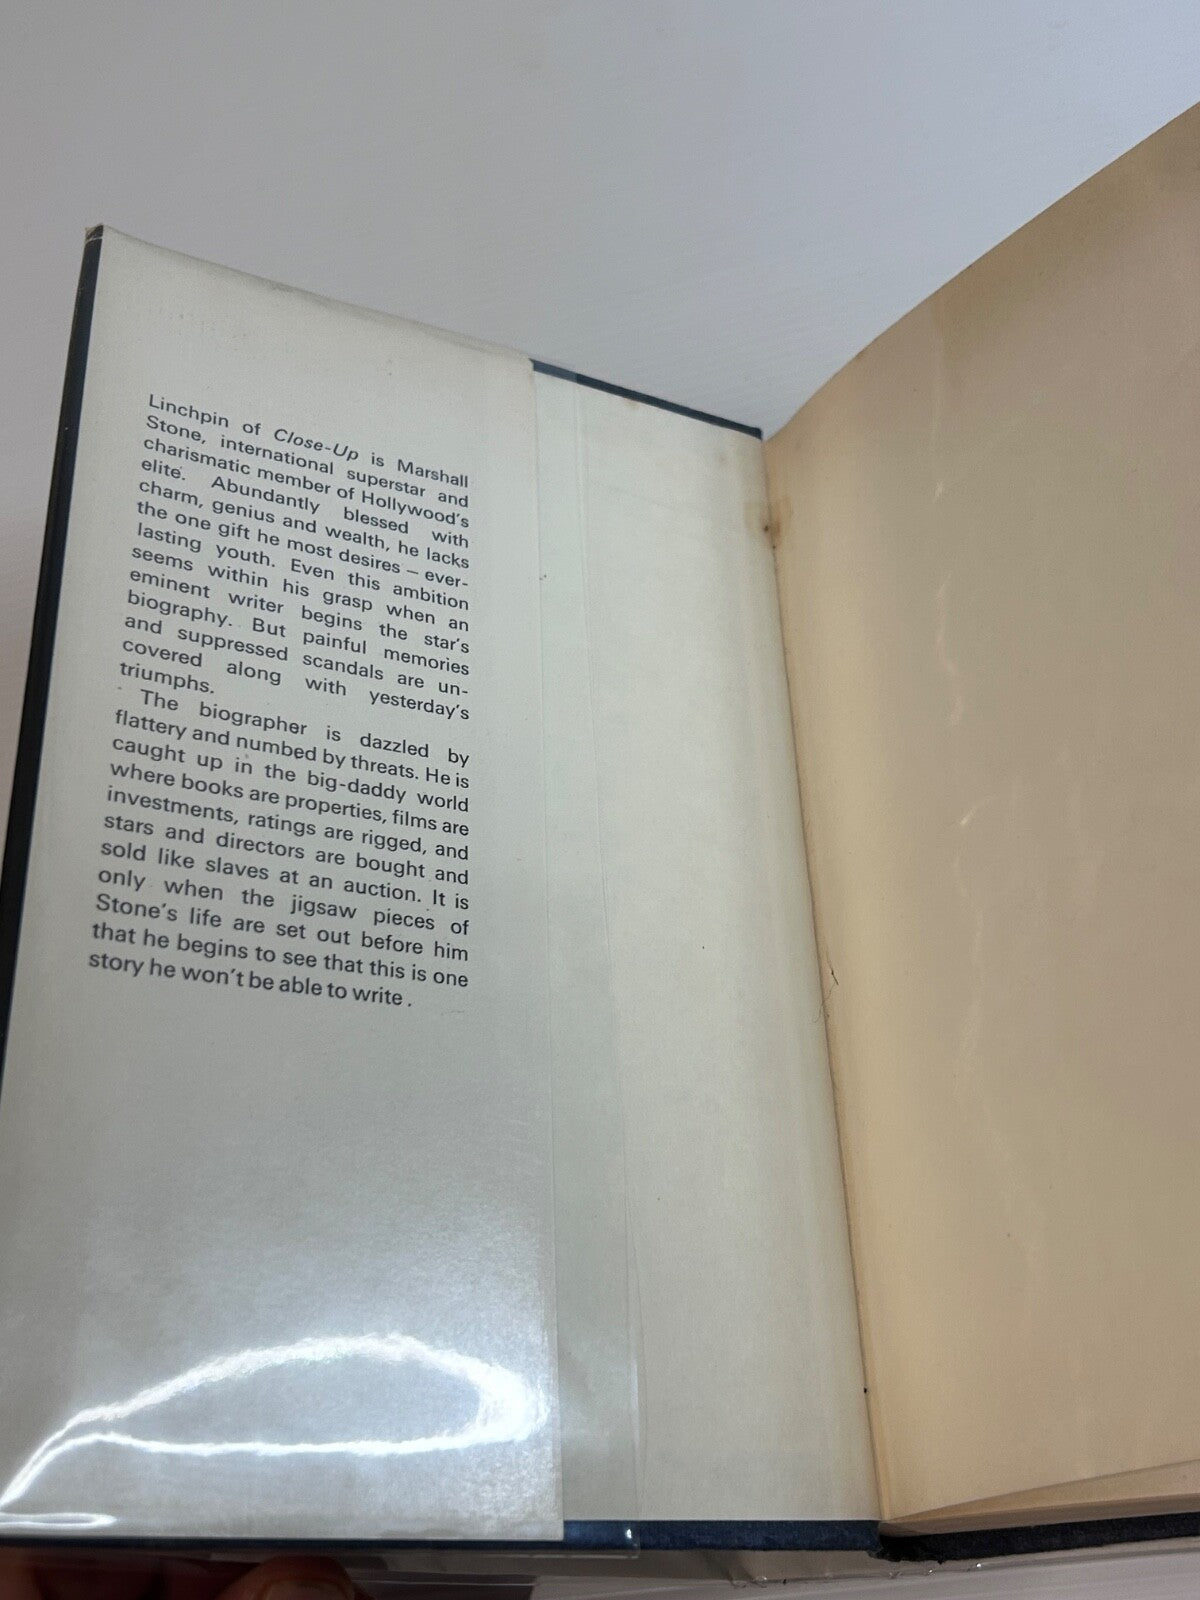 Linchpin of Close-Up is Marshall
Stone, international superstar and
charismatic member of Hollywood's
elite. Abundantly blessed with
charm, genius and wealth, he lacks
the one gift he most desires – ever-
lasting youth. Even this ambition
seems within his grasp when an
eminent writer begins the star's
biography. But painful memories
and suppressed scandals are un-
covered along with yesterday's
triumphs.
The biographer is dazzled by
flattery and numbed by threats. He is
caught up in the big-daddy world
where books are properties, films are
investments, ratings are rigged, and
stars and directors are bought and
sold like slaves at an auction. It is
only when the jigsaw pieces of
Stone's life are set out before him
that he begins to see that this is one
story he won't be able to write .